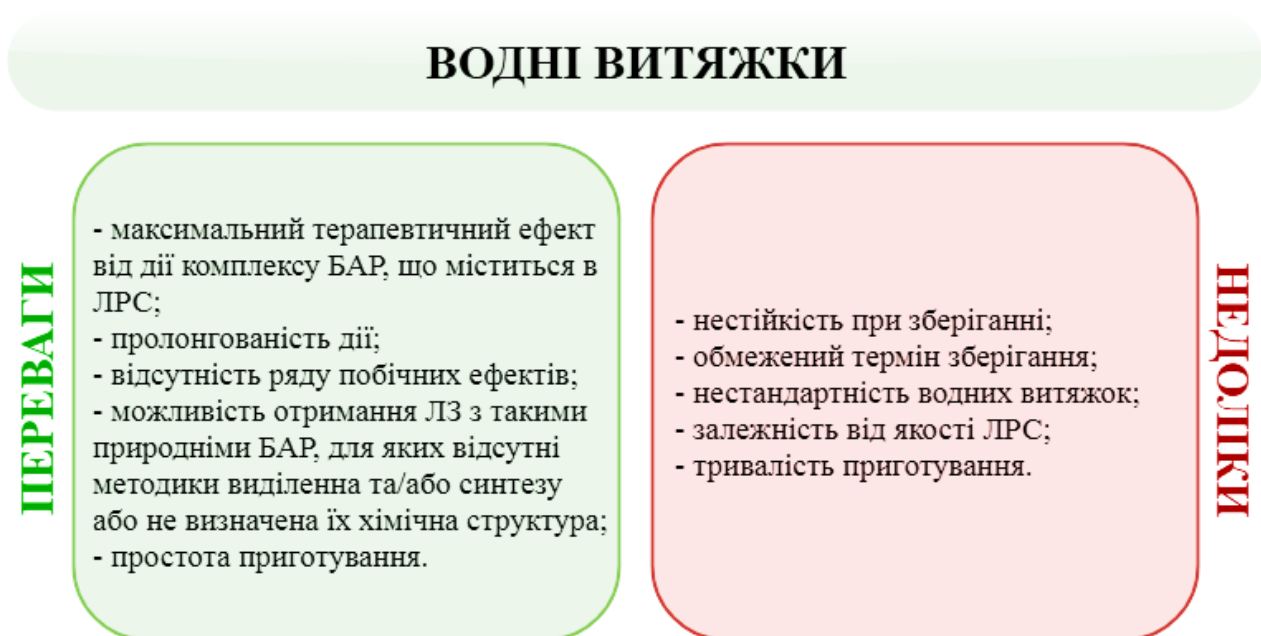 ВОДНІ ВИТЯЖКИ
ПЕРЕВАГИ
- максимальний терапевтичний ефект
від дії комплексу БАР, що міститься в
ЛРС;
- пролонгованість дії;
- відсутність ряду побічних ефектів;
- можливість отримання ЛЗ з такими
природніми БАР, для яких відсутні
методики виділенна та/або синтезу
або не визначена їх хімічна структура;
- простота приготування.
- нестійкість при зберіганні;
- обмежений термін зберігання;
- нестандартність водних витяжок;
- залежність від якості ЛРС;
- тривалість приготування.
НЕДОЛІКИ